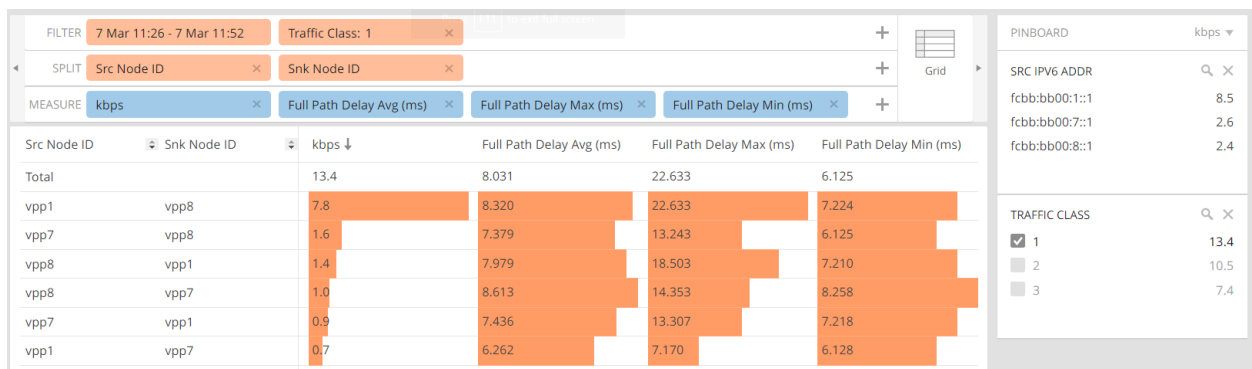 to exit full screen
FILTER 7 Mar 11:26 - 7 Mar 11:52 Traffic Class: 1 × +
SPLIT Src Node ID × Snk Node ID × + Grid
MEASURE kbps × Full Path Delay Avg (ms) × Full Path Delay Max (ms) × Full Path Delay Min (ms) × +
Src Node ID Snk Node ID kbps ↓ Full Path Delay Avg (ms) Full Path Delay Max (ms) Full Path Delay Min (ms)
Total 13.4 8.031 22.633 6.125
vpp1 vpp8 7.8 8.320 22.633 7.224
vpp7 vpp8 1.6 7.379 13.243 6.125
vpp8 vpp1 1.4 7.979 18.503 7.210
vpp8 vpp7 1.0 8.613 14.353 8.258
vpp7 vpp1 0.9 7.436 13.307 7.218
vpp1 vpp7 0.7 6.262 7.170 6.128
PINBOARD kbps
SRC IPV6 ADDR
fcbb:bb00:1::1 8.5
fcbb:bb00:7::1 2.6
fcbb:bb00:8::1 2.4
TRAFFIC CLASS
1 13.4
2 10.5
3 7.4